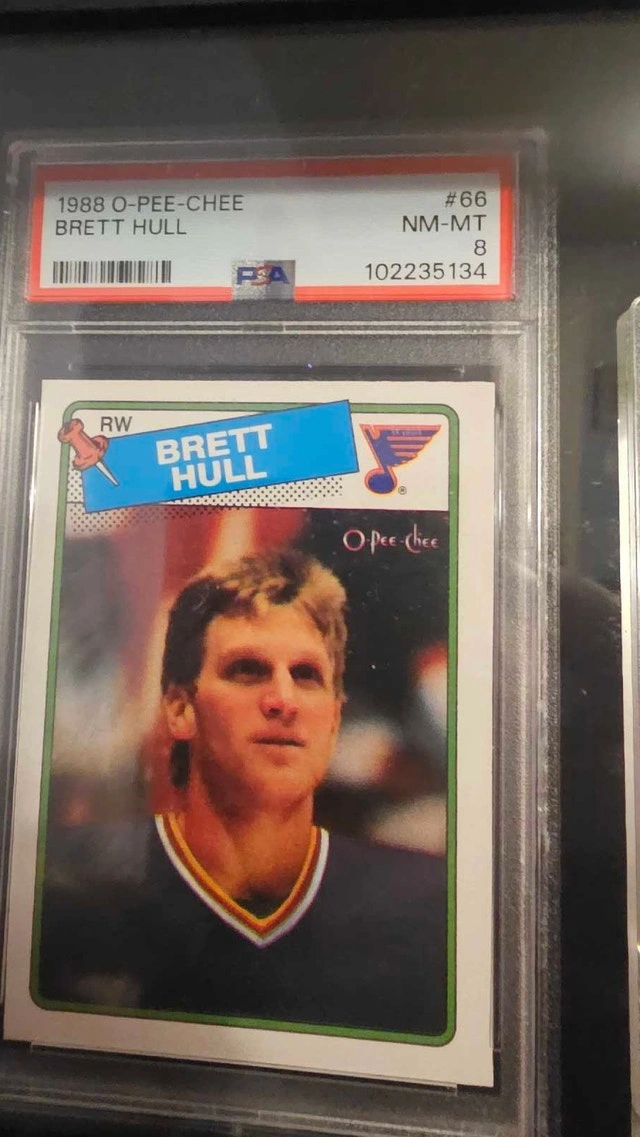 1988 O-PEE-CHEE #66
BRETT HULL NM-MT
8
PSA 102235134
RW
BRETT
HULL
®
O-PEE-CHEE